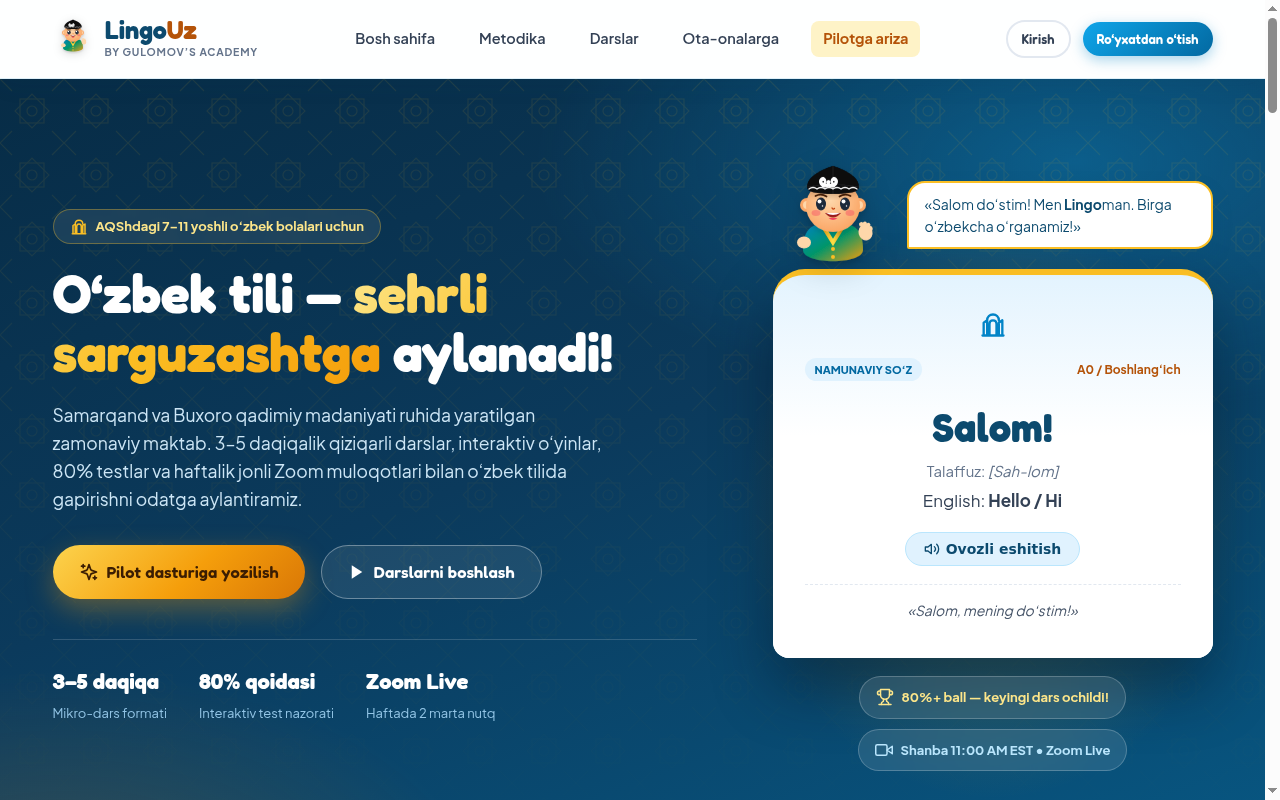 LingoUz
BY GULOMOV'S ACADEMY
Bosh sahifa
Metodika
Darslar
Ota-onalarga
Pilotga ariza
Kirish
Ro‘yxatdan o‘tish
AQShdagi 7–11 yoshli o‘zbek bolalari uchun
O‘zbek tili — sehrli
sarguzashtga aylanadi!
Samarqand va Buxoro qadimiy madaniyati ruhida yaratilgan
zamonaviy maktab. 3–5 daqiqalik qiziqarli darslar, interaktiv o‘yinlar,
80% testlar va haftalik jonli Zoom muloqotlari bilan o‘zbek tilida
gapirishni odatga aylantiramiz.
Pilot dasturiga yozilish
Darslarni boshlash
3–5 daqiqa
Mikro-dars formati
80% qoidasi
Interaktiv test nazorati
Zoom Live
Haftada 2 marta nutq
«Salom do‘stim! Men Lingoman. Birga
o‘zbekcha o‘rganamiz!»
NAMUNAVIY SO‘Z
A0 / Boshlang‘ich
Salom!
Talaffuz: [Sah-lom]
English: Hello / Hi
Ovozli eshitish
«Salom, mening do‘stim!»
80%+ ball — keyingi dars ochildi!
Shanba 11:00 AM EST • Zoom Live